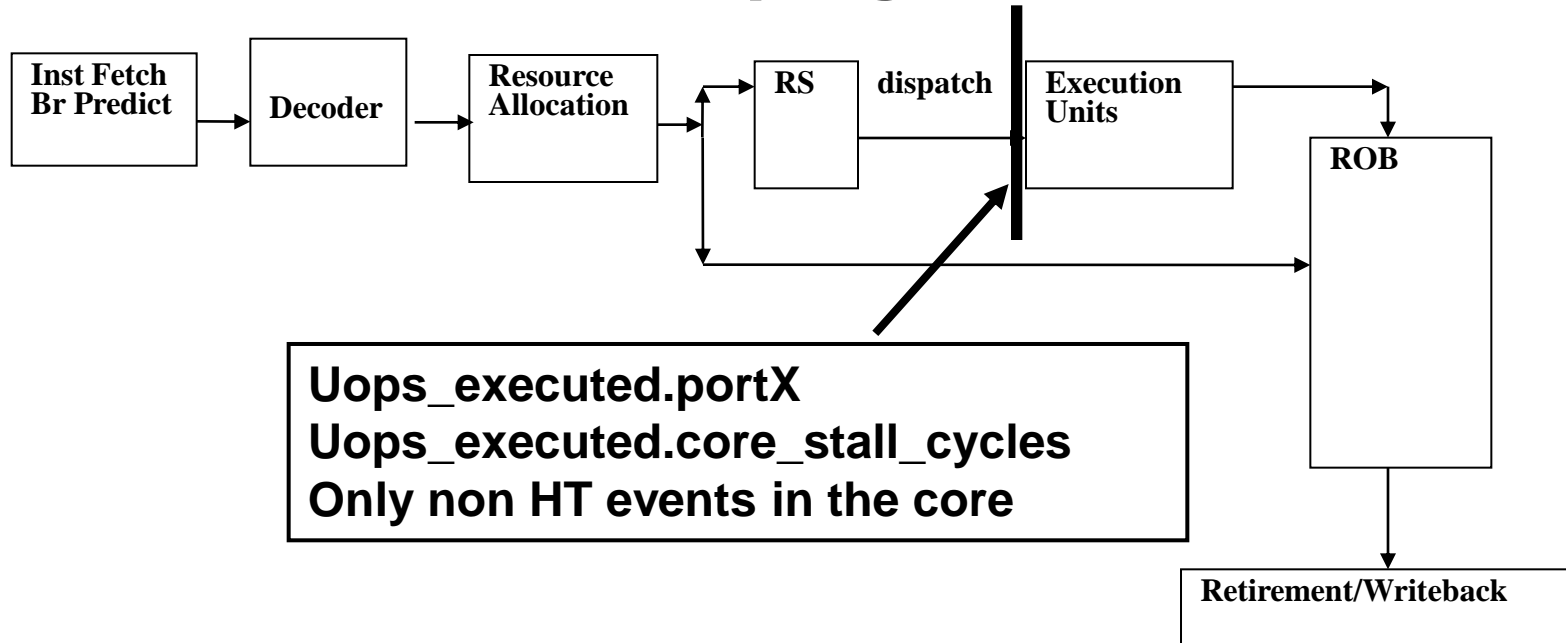 Inst Fetch
Br Predict
Decoder
Resource
Allocation
RS
dispatch
Execution
Units
ROB
Uops_executed.portX
Uops_executed.core_stall_cycles
Only non HT events in the core
Retirement/Writeback